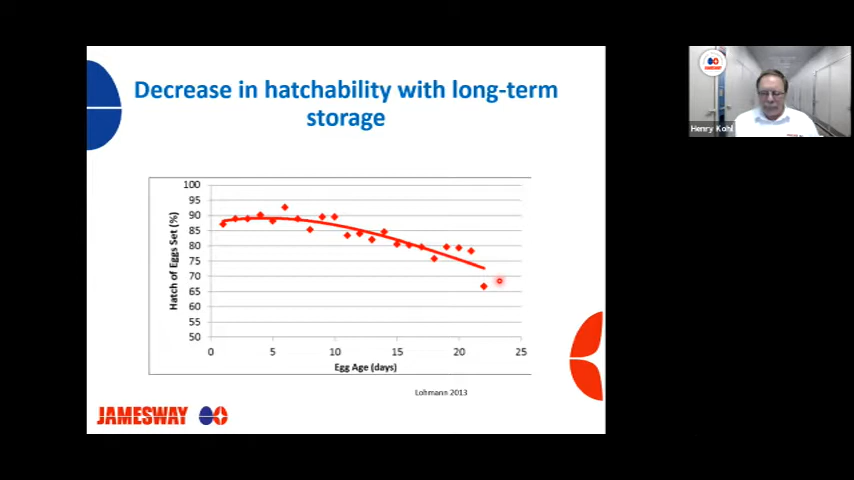 Decrease in hatchability with long-term
storage
Hatch of Eggs Set (%)
100
95
90
85
80
75
70
65
60
55
50
0 5 10 15 20 25
Egg Age (days)
Lohmann 2013
JAMESWAY
JAMESWAY
Henry Kohl